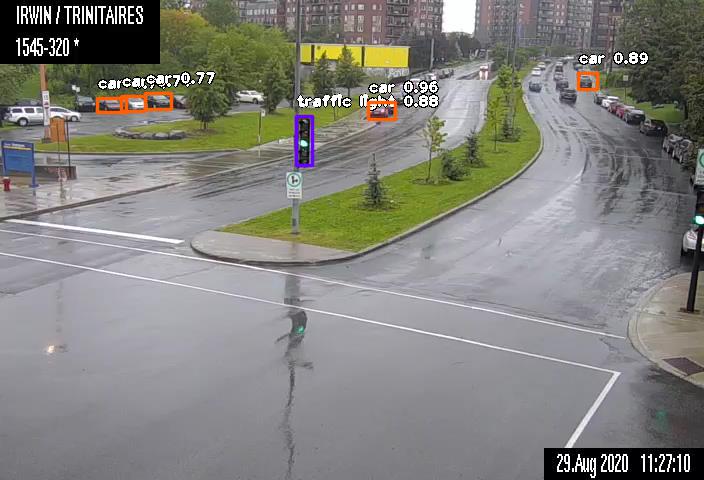 IRWIN / TRINITAIRES
1545-320 *
car 0.89
car 0.77
car 0.96
traffic light 0.88
29.Aug 2020 11:27:10